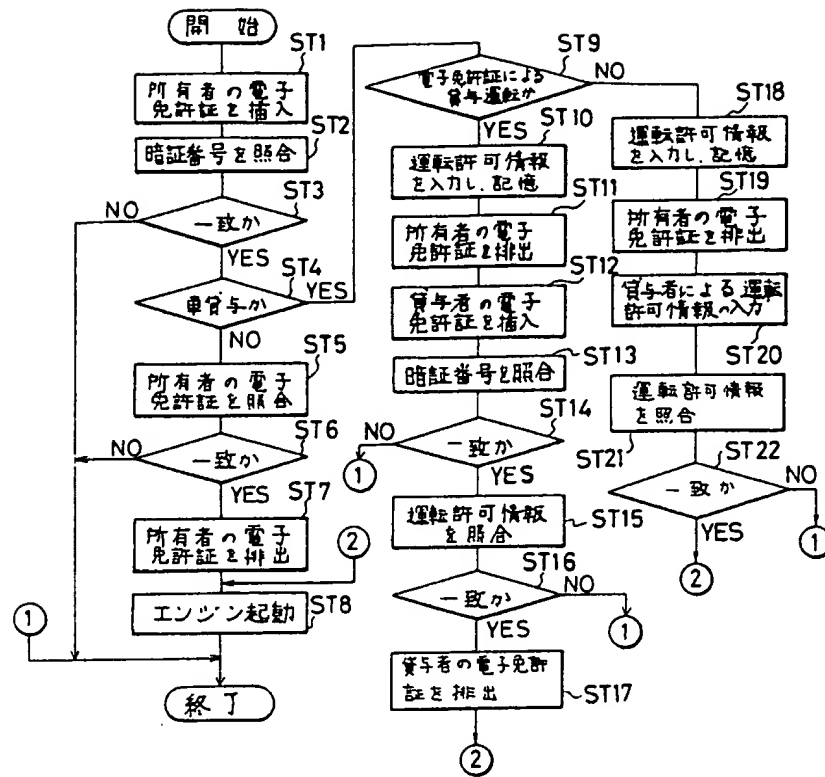 開始
ST1
所有者の電子
免許証を挿入
ST2
暗証番号を照合
ST3
NO
一致か
YES
ST4
車貸与か
YES
NO
ST5
所有者の電子
免許証を照合
ST6
NO
一致か
YES
ST7
所有者の電子
免許証を排出
②
エンジン起動
ST8
①
終了
ST9
電子免許証による
貸与運転か
NO
YES
ST10
運転許可情報
を入力し、記憶
ST11
所有者の電子
免許証を排出
ST12
貸与者の電子
免許証を挿入
ST13
暗証番号を照合
ST14
NO
一致か
①
YES
運転許可情報
を照合
ST15
ST16
一致か
NO
①
YES
貸与者の電子免許
証を排出
ST17
②
ST18
運転許可情報
を入力し、記憶
ST19
所有者の電子
免許証を排出
貸与者による運転
許可情報の入力
ST20
運転許可情報
を照合
ST21
ST22
一致か
NO
①
YES
②